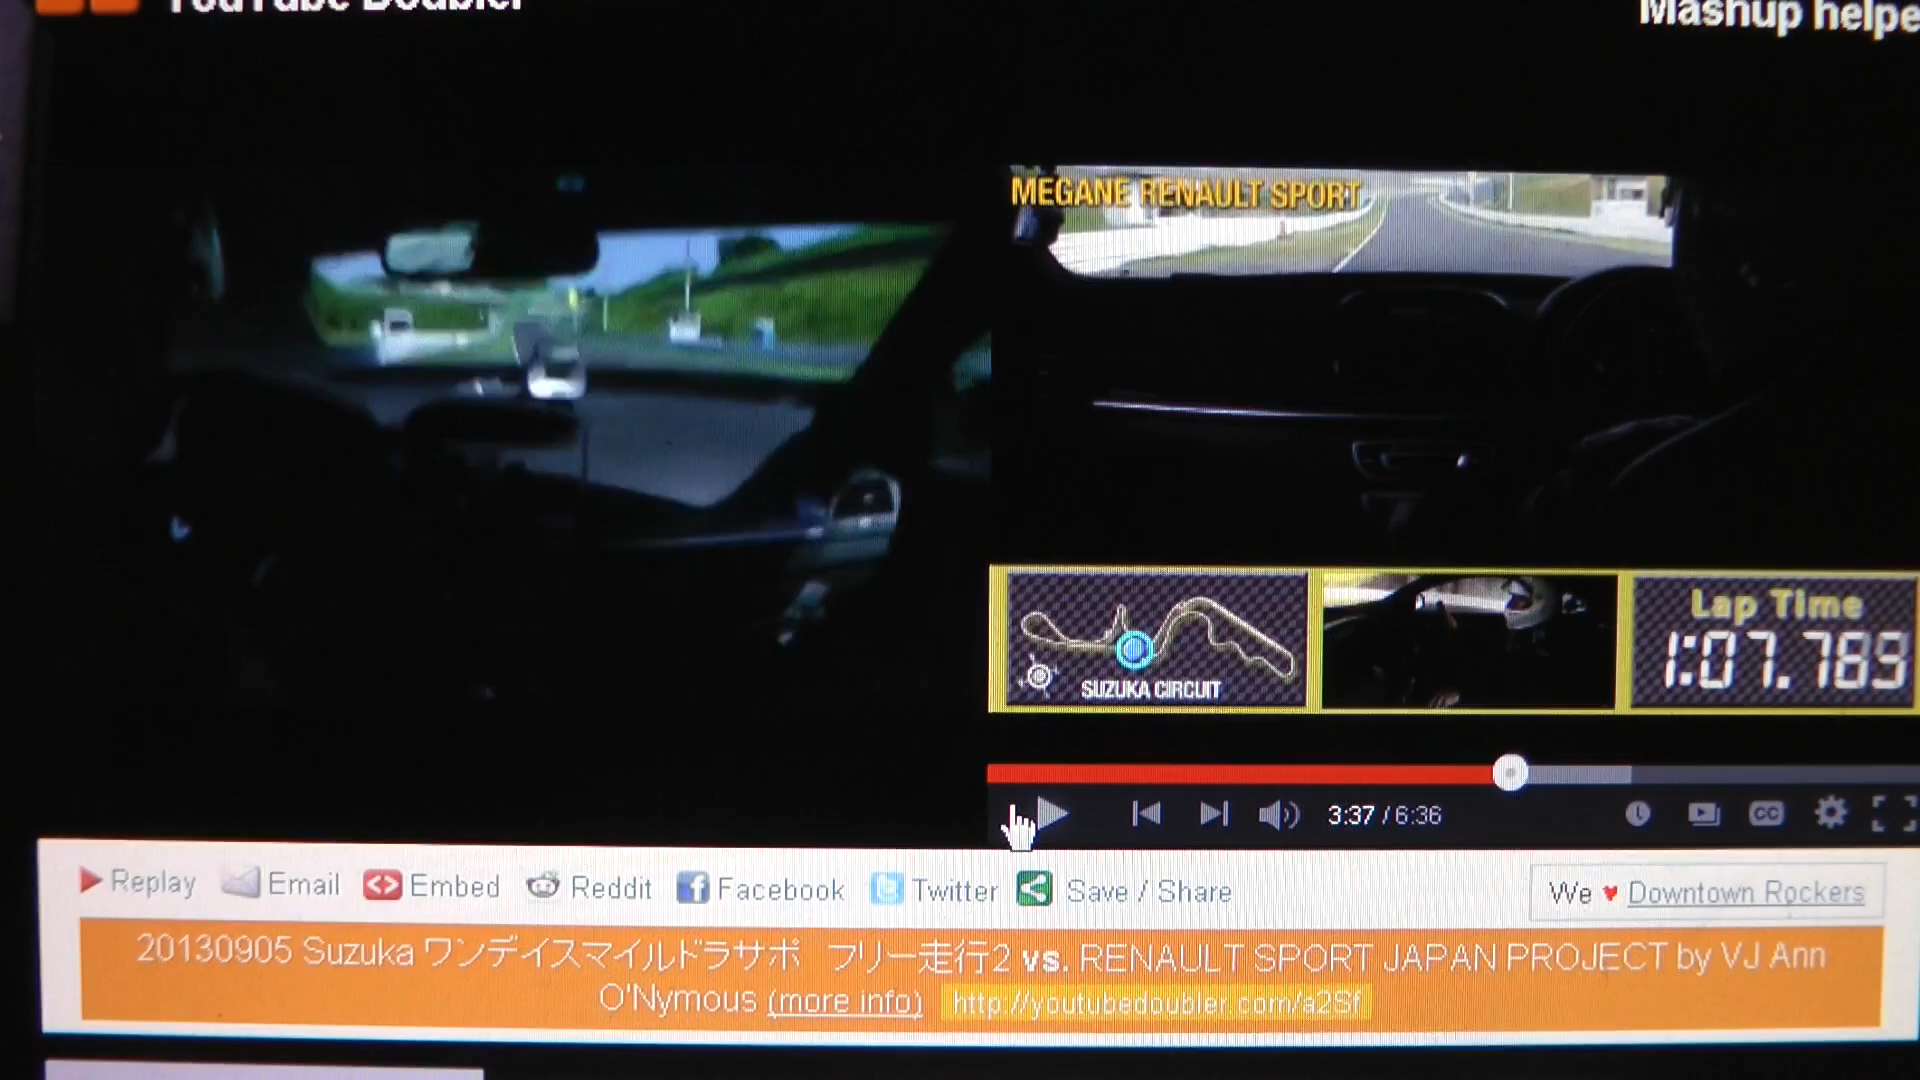 YouTube Doubler
Mashup helpe
MEGANE RENAULT SPORT
SUZUKA CIRCUIT
Lap Time
1:07.789
3:37 / 6:36
CC
Replay
Email
Embed
Reddit
Facebook
Twitter
Save / Share
We ♥ Downtown Rockers
20130905 Suzuka ワンデイスマイルドラサポ　フリー走行2 vs. RENAULT SPORT JAPAN PROJECT by VJ Ann
O'Nymous (more info) http://youtubedoubler.com/a2Sf